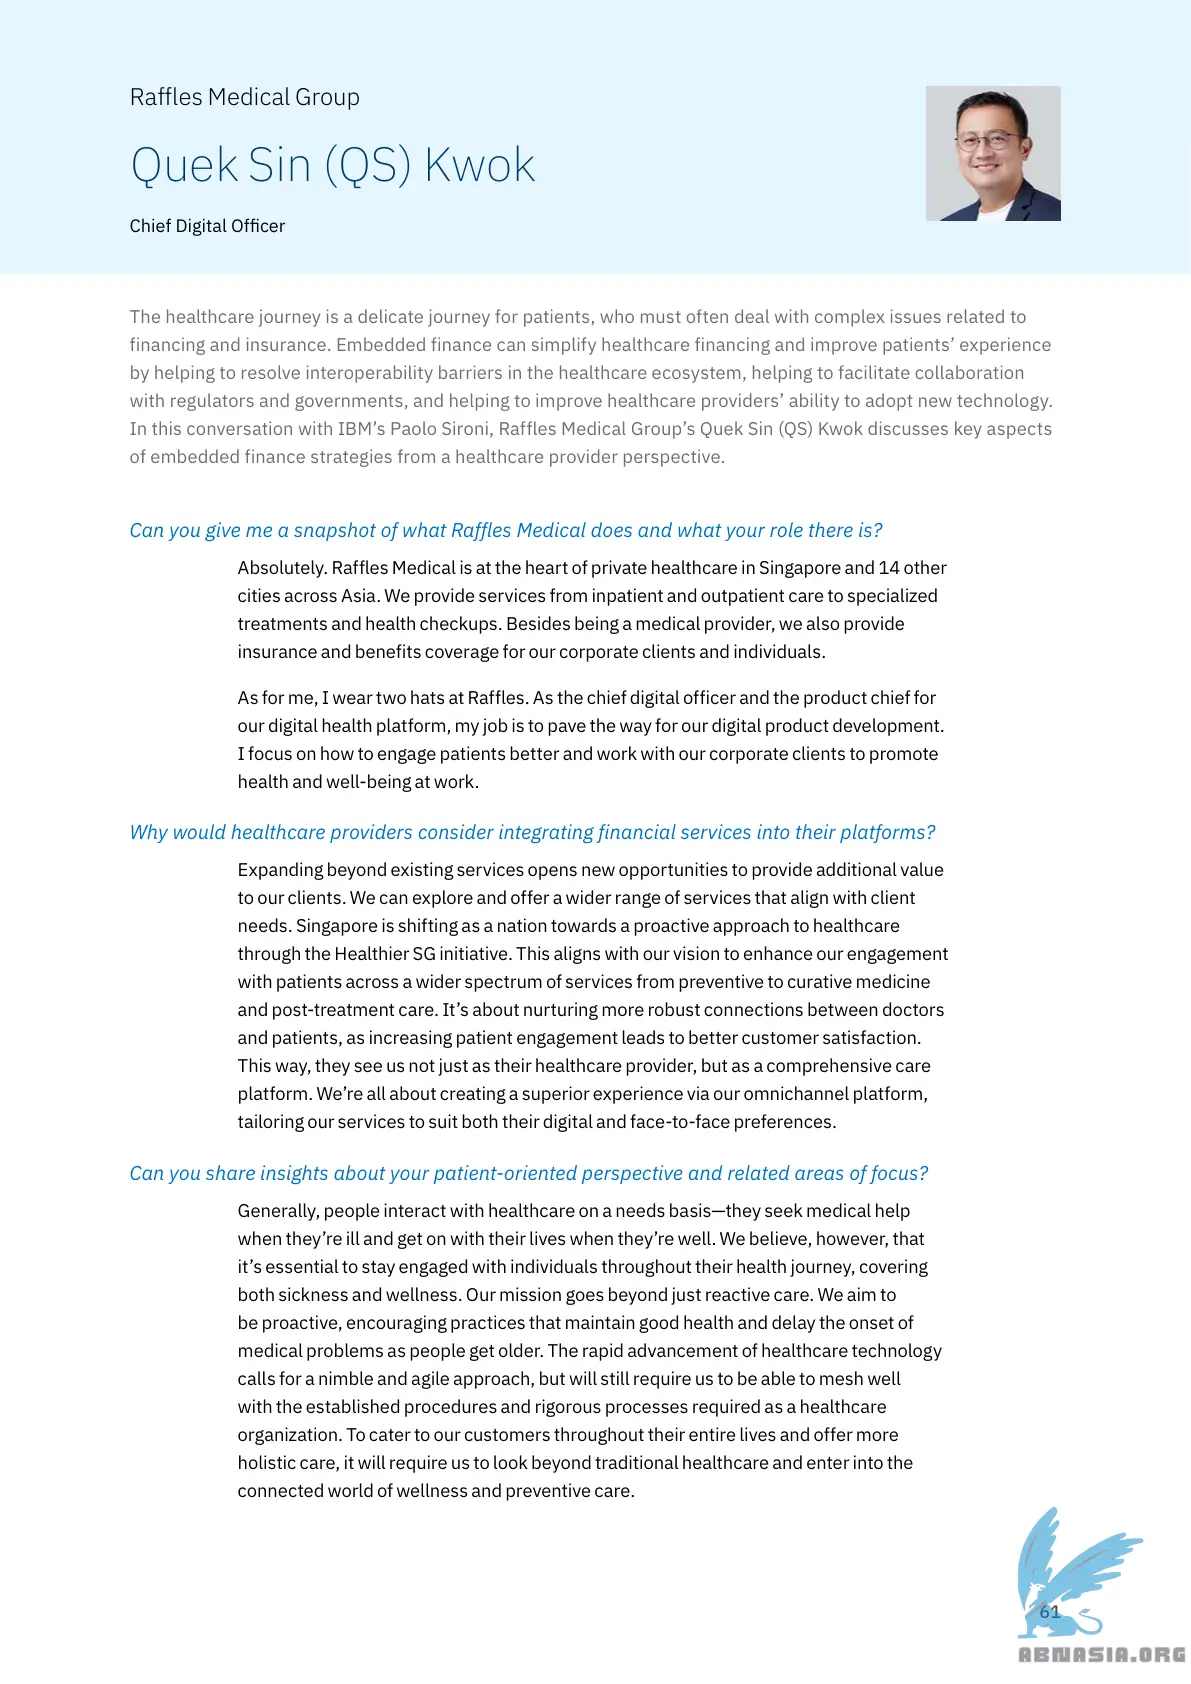 Raffles Medical Group
Quek Sin (QS) Kwok
Chief Digital Officer
The healthcare journey is a delicate journey for patients, who must often deal with complex issues related to
financing and insurance. Embedded finance can simplify healthcare financing and improve patients’ experience
by helping to resolve interoperability barriers in the healthcare ecosystem, helping to facilitate collaboration
with regulators and governments, and helping to improve healthcare providers’ ability to adopt new technology.
In this conversation with IBM’s Paolo Sironi, Raffles Medical Group’s Quek Sin (QS) Kwok discusses key aspects
of embedded finance strategies from a healthcare provider perspective.
Can you give me a snapshot of what Raffles Medical does and what your role there is?
Absolutely. Raffles Medical is at the heart of private healthcare in Singapore and 14 other
cities across Asia. We provide services from inpatient and outpatient care to specialized
treatments and health checkups. Besides being a medical provider, we also provide
insurance and benefits coverage for our corporate clients and individuals.
As for me, I wear two hats at Raffles. As the chief digital officer and the product chief for
our digital health platform, my job is to pave the way for our digital product development.
I focus on how to engage patients better and work with our corporate clients to promote
health and well-being at work.
Why would healthcare providers consider integrating financial services into their platforms?
Expanding beyond existing services opens new opportunities to provide additional value
to our clients. We can explore and offer a wider range of services that align with client
needs. Singapore is shifting as a nation towards a proactive approach to healthcare
through the Healthier SG initiative. This aligns with our vision to enhance our engagement
with patients across a wider spectrum of services from preventive to curative medicine
and post-treatment care. It’s about nurturing more robust connections between doctors
and patients, as increasing patient engagement leads to better customer satisfaction.
This way, they see us not just as their healthcare provider, but as a comprehensive care
platform. We’re all about creating a superior experience via our omnichannel platform,
tailoring our services to suit both their digital and face-to-face preferences.
Can you share insights about your patient-oriented perspective and related areas of focus?
Generally, people interact with healthcare on a needs basis—they seek medical help
when they’re ill and get on with their lives when they’re well. We believe, however, that
it’s essential to stay engaged with individuals throughout their health journey, covering
both sickness and wellness. Our mission goes beyond just reactive care. We aim to
be proactive, encouraging practices that maintain good health and delay the onset of
medical problems as people get older. The rapid advancement of healthcare technology
calls for a nimble and agile approach, but will still require us to be able to mesh well
with the established procedures and rigorous processes required as a healthcare
organization. To cater to our customers throughout their entire lives and offer more
holistic care, it will require us to look beyond traditional healthcare and enter into the
connected world of wellness and preventive care.
61
ABNASIA.ORG